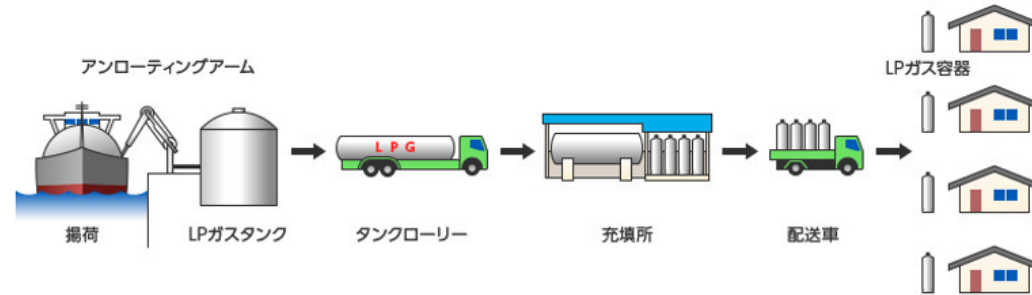 アンローティングアーム
LPガス容器
LPG
揚荷
LPガスタンク
タンクローリー
充填所
配送車